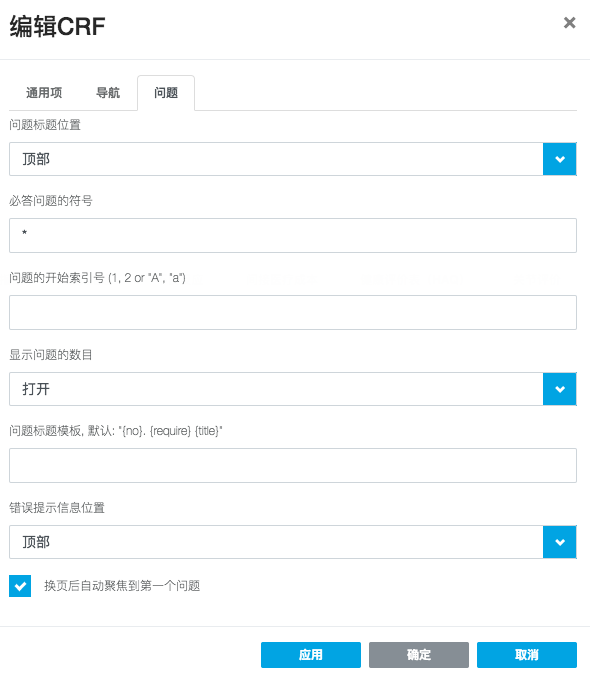 编辑CRF
通用项 导航 问题
问题标题位置
顶部
必答问题的符号
*
问题的开始索引号 (1, 2 or "A", "a")
显示问题的数目
打开
问题标题模板, 默认: "{no}. {require} {title}"
错误提示信息位置
顶部
换页后自动聚焦到第一个问题
应用 确定 取消